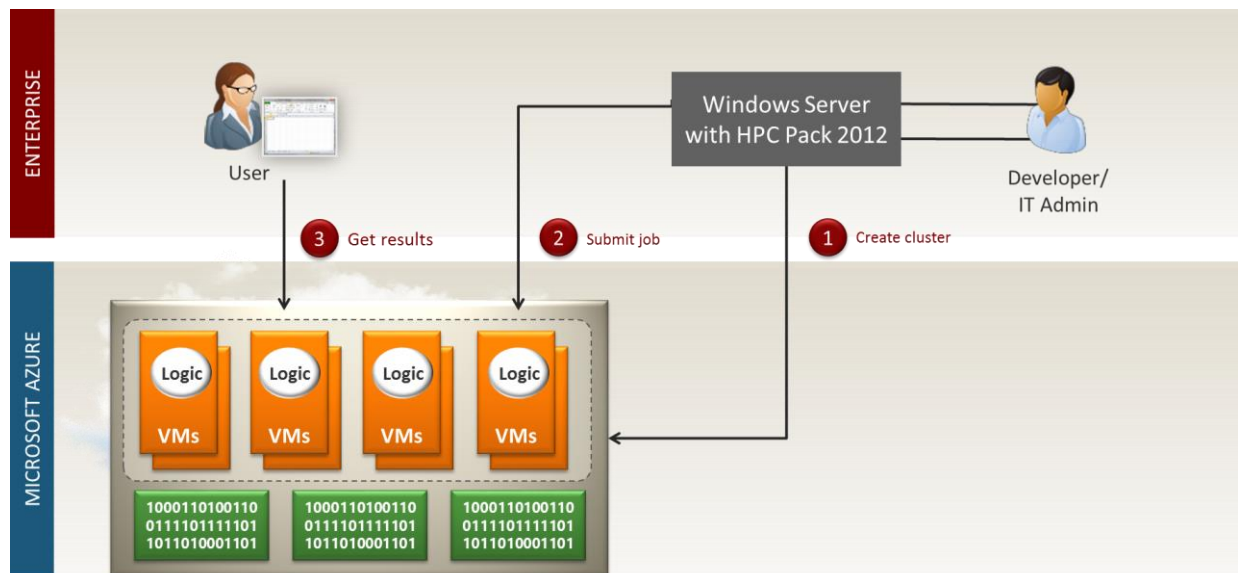 ENTERPRISE
User
Windows Server
with HPC Pack 2012
Developer/
IT Admin
3 Get results
2 Submit job
1 Create cluster
MICROSOFT AZURE
Logic
VMs
Logic
VMs
Logic
VMs
Logic
VMs
1000110100110
0111101111101
1011010001101
1000110100110
0111101111101
1011010001101
1000110100110
0111101111101
1011010001101